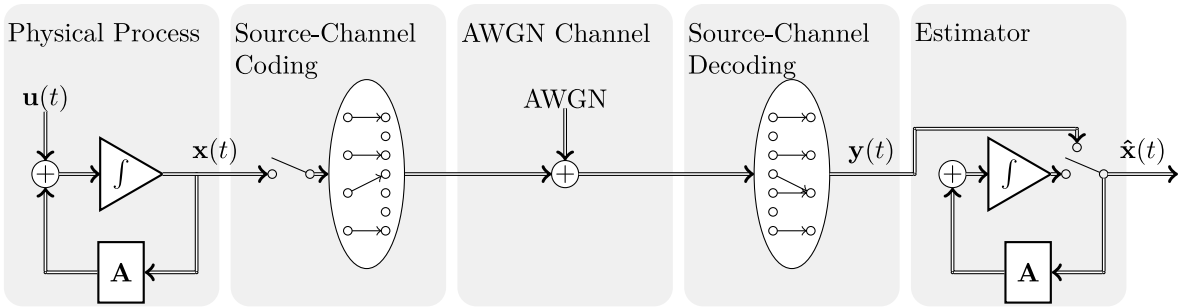 Physical Process
Source-Channel
Coding
AWGN Channel
Source-Channel
Decoding
Estimator
u(t)
AWGN
x(t)
y(t)
x̂(t)
+
∫
+
+
∫
A
A